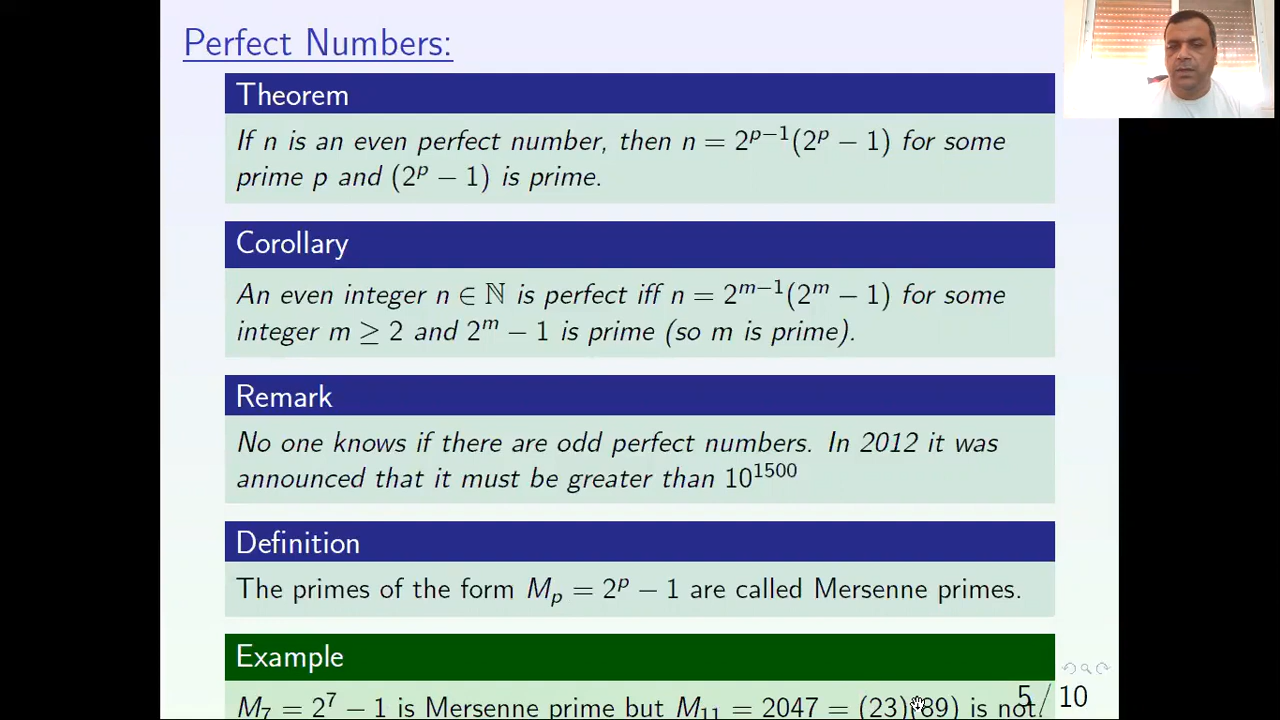 Perfect Numbers:
Theorem
If n is an even perfect number, then n = 2^{p−1}(2^p − 1) for some
prime p and (2^p − 1) is prime.
Corollary
An even integer n ∈ ℕ is perfect iff n = 2^{m−1}(2^m − 1) for some
integer m ≥ 2 and 2^m − 1 is prime (so m is prime).
Remark
No one knows if there are odd perfect numbers. In 2012 it was
announced that it must be greater than 10^{1500}
Definition
The primes of the form M_p = 2^p − 1 are called Mersenne primes.
Example
M_7 = 2^7 − 1 is Mersenne prime but M_{11} = 2047 = (23)(89) is not.
5 / 10